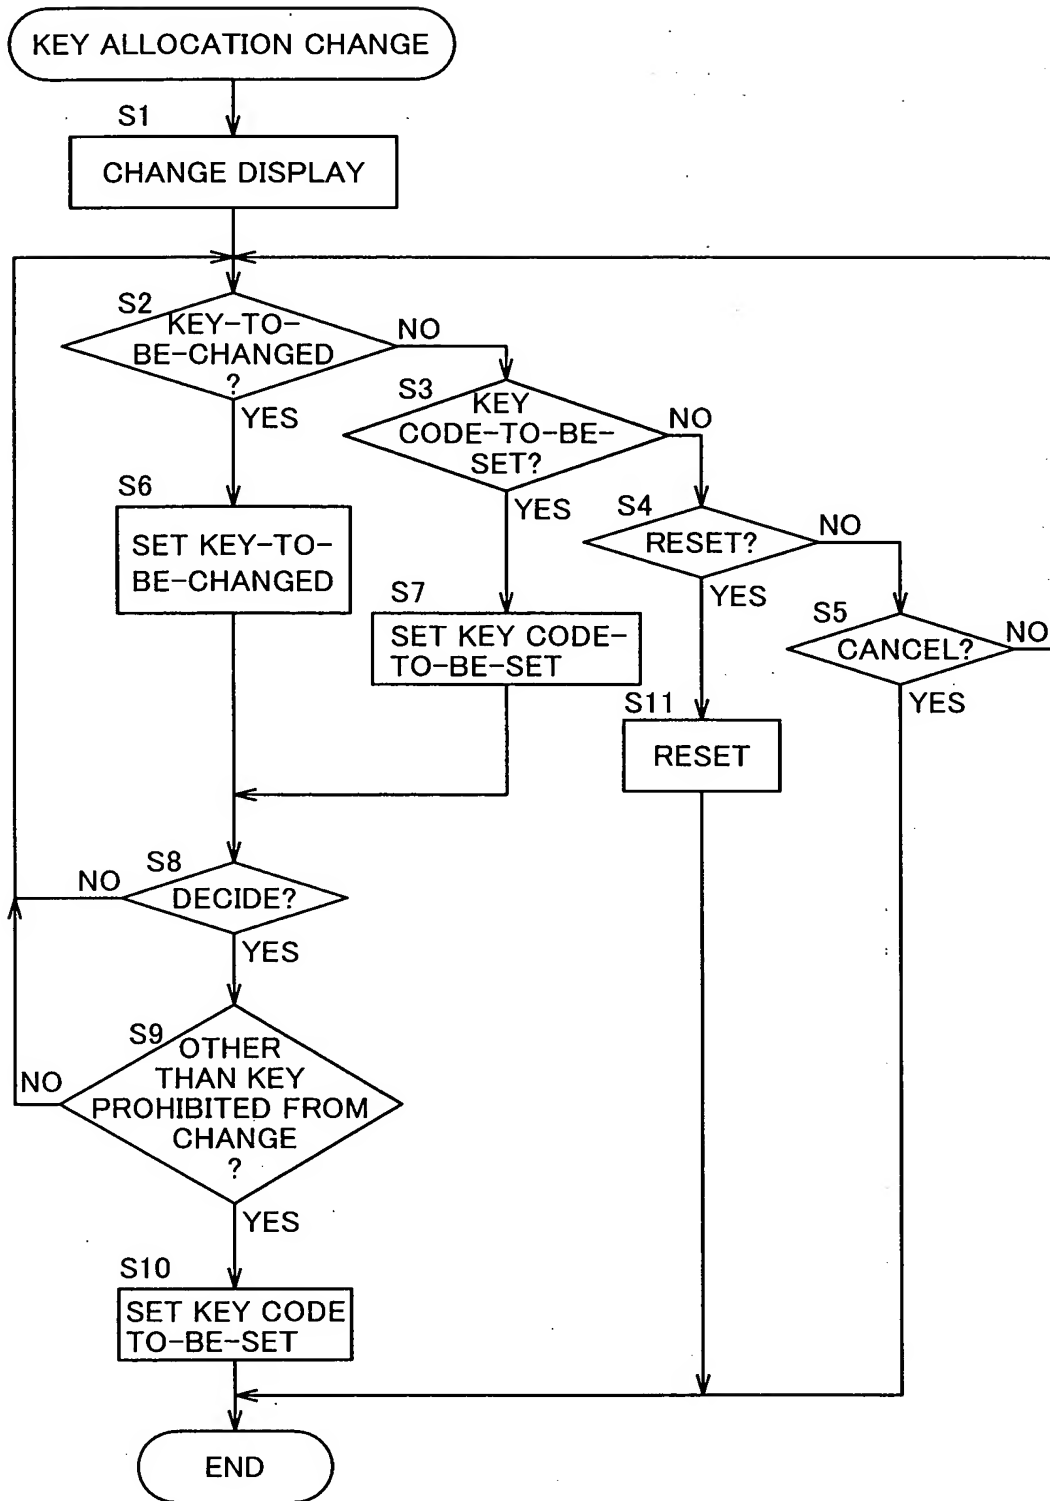 KEY ALLOCATION CHANGE
S1
CHANGE DISPLAY
S2
KEY-TO-
BE-CHANGED
?
NO
YES
S3
KEY
CODE-TO-BE-
SET?
NO
YES
S6
SET KEY-TO-
BE-CHANGED
S4
RESET?
NO
YES
S7
SET KEY CODE-
TO-BE-SET
S5
CANCEL?
NO
YES
S11
RESET
S8
DECIDE?
NO
YES
S9
OTHER
THAN KEY
PROHIBITED FROM
CHANGE
?
NO
YES
S10
SET KEY CODE
TO-BE-SET
END